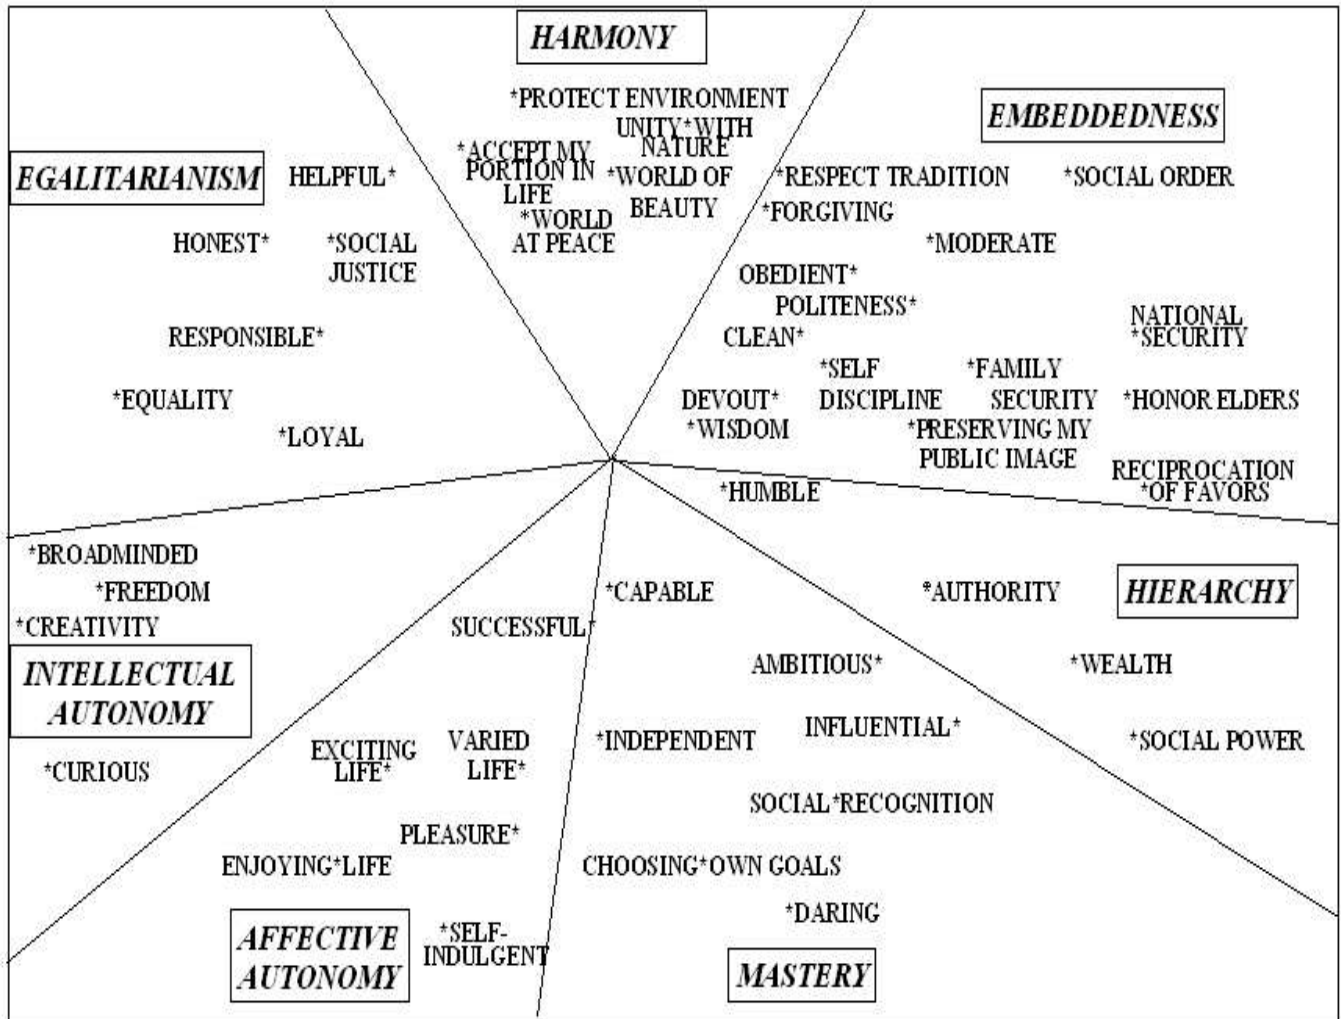 HARMONY
*PROTECT ENVIRONMENT
UNITY*WITH
NATURE
*ACCEPT MY
PORTION IN
LIFE
*WORLD OF
BEAUTY
*WORLD
AT PEACE
EMBEDDEDNESS
*RESPECT TRADITION
*SOCIAL ORDER
*FORGIVING
*MODERATE
OBEDIENT*
POLITENESS*
CLEAN*
NATIONAL
*SECURITY
*SELF
DISCIPLINE
*FAMILY
SECURITY
DEVOUT*
*HONOR ELDERS
*WISDOM
*PRESERVING MY
PUBLIC IMAGE
RECIPROCATION
*OF FAVORS
EGALITARIANISM
HELPFUL*
HONEST*
*SOCIAL
JUSTICE
RESPONSIBLE*
*EQUALITY
*LOYAL
*HUMBLE
*AUTHORITY
HIERARCHY
*WEALTH
*SOCIAL POWER
*BROADMINDED
*FREEDOM
*CREATIVITY
INTELLECTUAL
AUTONOMY
*CURIOUS
SUCCESSFUL*
EXCITING
LIFE*
VARIED
LIFE*
PLEASURE*
ENJOYING*LIFE
AFFECTIVE
AUTONOMY
*SELF-
INDULGENT
*CAPABLE
AMBITIOUS*
INFLUENTIAL*
*INDEPENDENT
SOCIAL*RECOGNITION
CHOOSING*OWN GOALS
*DARING
MASTERY